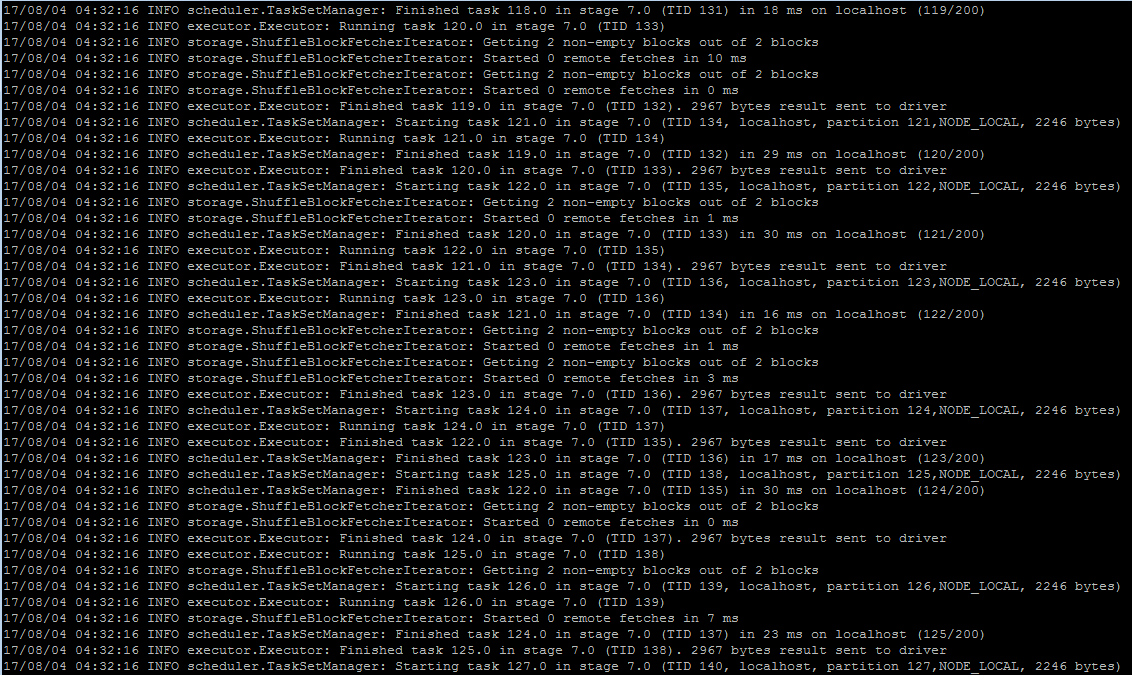 17/08/04 04:32:16 INFO scheduler.TaskSetManager: Finished task 118.0 in stage 7.0 (TID 131) in 18 ms on localhost (119/200)
17/08/04 04:32:16 INFO executor.Executor: Running task 120.0 in stage 7.0 (TID 133)
17/08/04 04:32:16 INFO storage.ShuffleBlockFetcherIterator: Getting 2 non-empty blocks out of 2 blocks
17/08/04 04:32:16 INFO storage.ShuffleBlockFetcherIterator: Started 0 remote fetches in 10 ms
17/08/04 04:32:16 INFO storage.ShuffleBlockFetcherIterator: Getting 2 non-empty blocks out of 2 blocks
17/08/04 04:32:16 INFO storage.ShuffleBlockFetcherIterator: Started 0 remote fetches in 0 ms
17/08/04 04:32:16 INFO executor.Executor: Finished task 119.0 in stage 7.0 (TID 132). 2967 bytes result sent to driver
17/08/04 04:32:16 INFO scheduler.TaskSetManager: Starting task 121.0 in stage 7.0 (TID 134, localhost, partition 121,NODE_LOCAL, 2246 bytes)
17/08/04 04:32:16 INFO executor.Executor: Running task 121.0 in stage 7.0 (TID 134)
17/08/04 04:32:16 INFO scheduler.TaskSetManager: Finished task 119.0 in stage 7.0 (TID 132) in 29 ms on localhost (120/200)
17/08/04 04:32:16 INFO executor.Executor: Finished task 120.0 in stage 7.0 (TID 133). 2967 bytes result sent to driver
17/08/04 04:32:16 INFO scheduler.TaskSetManager: Starting task 122.0 in stage 7.0 (TID 135, localhost, partition 122,NODE_LOCAL, 2246 bytes)
17/08/04 04:32:16 INFO storage.ShuffleBlockFetcherIterator: Getting 2 non-empty blocks out of 2 blocks
17/08/04 04:32:16 INFO storage.ShuffleBlockFetcherIterator: Started 0 remote fetches in 1 ms
17/08/04 04:32:16 INFO scheduler.TaskSetManager: Finished task 120.0 in stage 7.0 (TID 133) in 30 ms on localhost (121/200)
17/08/04 04:32:16 INFO executor.Executor: Running task 122.0 in stage 7.0 (TID 135)
17/08/04 04:32:16 INFO executor.Executor: Finished task 121.0 in stage 7.0 (TID 134). 2967 bytes result sent to driver
17/08/04 04:32:16 INFO scheduler.TaskSetManager: Starting task 123.0 in stage 7.0 (TID 136, localhost, partition 123,NODE_LOCAL, 2246 bytes)
17/08/04 04:32:16 INFO executor.Executor: Running task 123.0 in stage 7.0 (TID 136)
17/08/04 04:32:16 INFO scheduler.TaskSetManager: Finished task 121.0 in stage 7.0 (TID 134) in 16 ms on localhost (122/200)
17/08/04 04:32:16 INFO storage.ShuffleBlockFetcherIterator: Getting 2 non-empty blocks out of 2 blocks
17/08/04 04:32:16 INFO storage.ShuffleBlockFetcherIterator: Started 0 remote fetches in 1 ms
17/08/04 04:32:16 INFO storage.ShuffleBlockFetcherIterator: Getting 2 non-empty blocks out of 2 blocks
17/08/04 04:32:16 INFO storage.ShuffleBlockFetcherIterator: Started 0 remote fetches in 3 ms
17/08/04 04:32:16 INFO executor.Executor: Finished task 123.0 in stage 7.0 (TID 136). 2967 bytes result sent to driver
17/08/04 04:32:16 INFO scheduler.TaskSetManager: Starting task 124.0 in stage 7.0 (TID 137, localhost, partition 124,NODE_LOCAL, 2246 bytes)
17/08/04 04:32:16 INFO executor.Executor: Running task 124.0 in stage 7.0 (TID 137)
17/08/04 04:32:16 INFO executor.Executor: Finished task 122.0 in stage 7.0 (TID 135). 2967 bytes result sent to driver
17/08/04 04:32:16 INFO scheduler.TaskSetManager: Finished task 123.0 in stage 7.0 (TID 136) in 17 ms on localhost (123/200)
17/08/04 04:32:16 INFO scheduler.TaskSetManager: Starting task 125.0 in stage 7.0 (TID 138, localhost, partition 125,NODE_LOCAL, 2246 bytes)
17/08/04 04:32:16 INFO scheduler.TaskSetManager: Finished task 122.0 in stage 7.0 (TID 135) in 30 ms on localhost (124/200)
17/08/04 04:32:16 INFO storage.ShuffleBlockFetcherIterator: Getting 2 non-empty blocks out of 2 blocks
17/08/04 04:32:16 INFO storage.ShuffleBlockFetcherIterator: Started 0 remote fetches in 0 ms
17/08/04 04:32:16 INFO executor.Executor: Finished task 124.0 in stage 7.0 (TID 137). 2967 bytes result sent to driver
17/08/04 04:32:16 INFO executor.Executor: Running task 125.0 in stage 7.0 (TID 138)
17/08/04 04:32:16 INFO storage.ShuffleBlockFetcherIterator: Getting 2 non-empty blocks out of 2 blocks
17/08/04 04:32:16 INFO scheduler.TaskSetManager: Starting task 126.0 in stage 7.0 (TID 139, localhost, partition 126,NODE_LOCAL, 2246 bytes)
17/08/04 04:32:16 INFO executor.Executor: Running task 126.0 in stage 7.0 (TID 139)
17/08/04 04:32:16 INFO storage.ShuffleBlockFetcherIterator: Started 0 remote fetches in 7 ms
17/08/04 04:32:16 INFO scheduler.TaskSetManager: Finished task 124.0 in stage 7.0 (TID 137) in 23 ms on localhost (125/200)
17/08/04 04:32:16 INFO executor.Executor: Finished task 125.0 in stage 7.0 (TID 138). 2967 bytes result sent to driver
17/08/04 04:32:16 INFO scheduler.TaskSetManager: Starting task 127.0 in stage 7.0 (TID 140, localhost, partition 127,NODE_LOCAL, 2246 bytes)